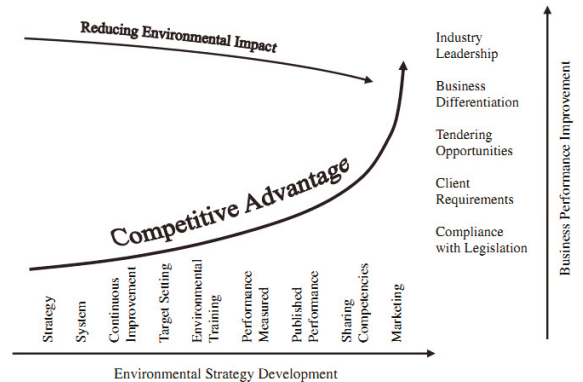 Reducing Environmental Impact
Competitive Advantage
Industry
Leadership
Business
Differentiation
Tendering
Opportunities
Client
Requirements
Compliance
with Legislation
Business Performance Improvement
Strategy
System
Continuous
Improvement
Target Setting
Environmental
Training
Performance
Measured
Published
Performance
Sharing
Competencies
Marketing
Environmental Strategy Development